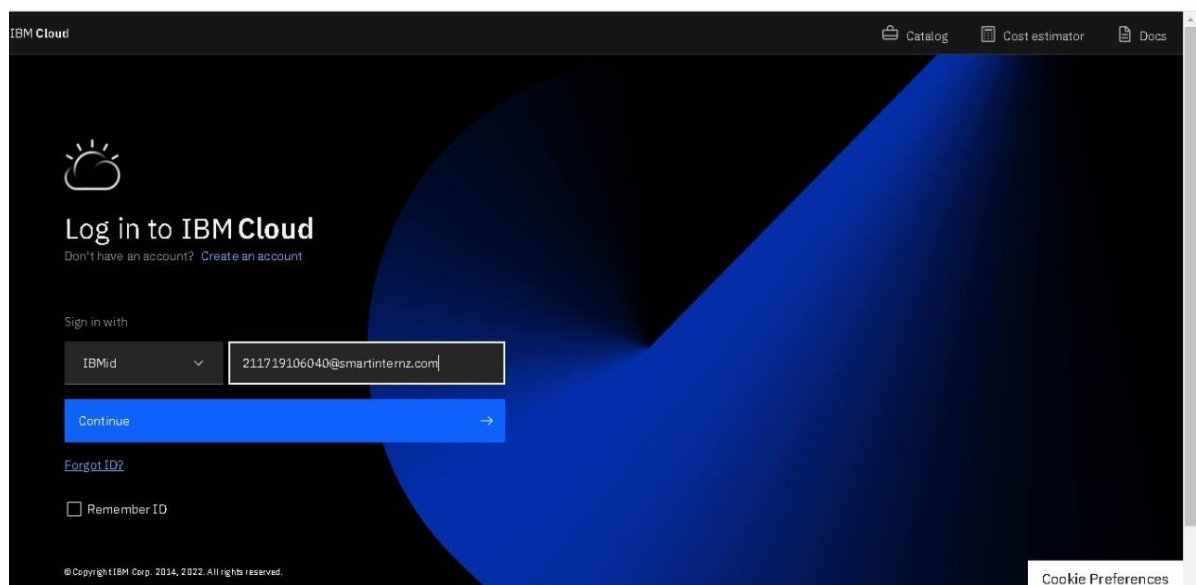 IBM Cloud
Catalog
Cost estimator
Docs
Log in to IBM Cloud
Don't have an account? Create an account
Sign in with
IBMid
211719106040@smartinternz.com
Continue
Forgot ID?
Remember ID
© Copyright IBM Corp. 2014, 2022. All rights reserved.
Cookie Preferences